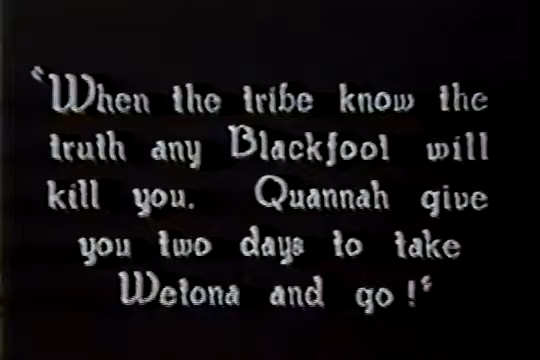 "When the tribe know the
truth any Blackfoot will
kill you. Quannah give
you two days to take
Wetona and go!"